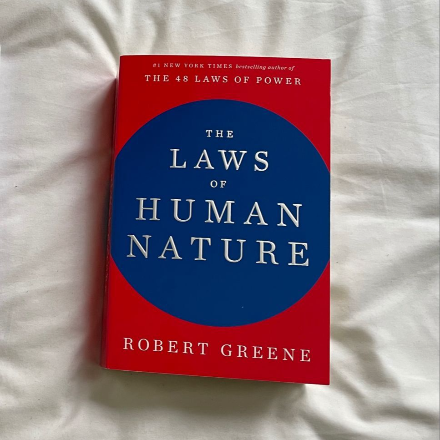 #1 NEW YORK TIMES bestselling author of
THE 48 LAWS OF POWER
THE
LAWS
OF
HUMAN
NATURE
ROBERT GREENE